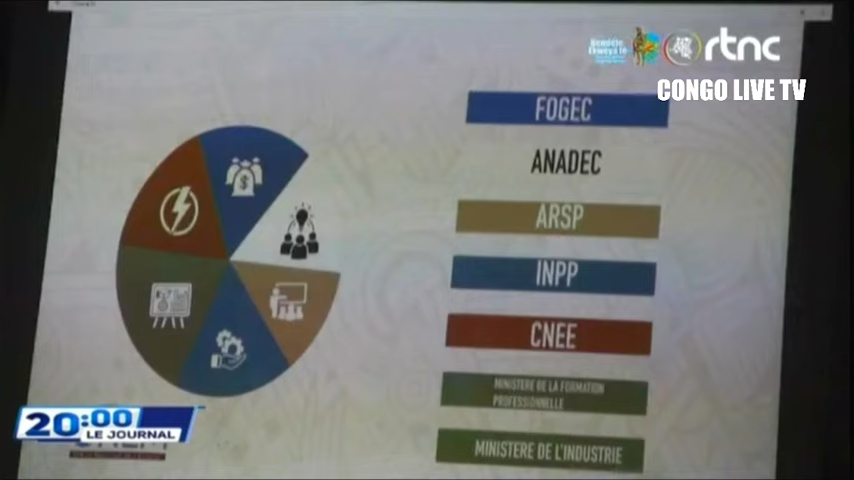 rtnc
CONGO LIVE TV
FOGEC
ANADEC
ARSP
INPP
CNEE
MINISTERE DE LA FORMATION
PROFESSIONNELLE
MINISTERE DE L'INDUSTRIE
20:00
LE JOURNAL